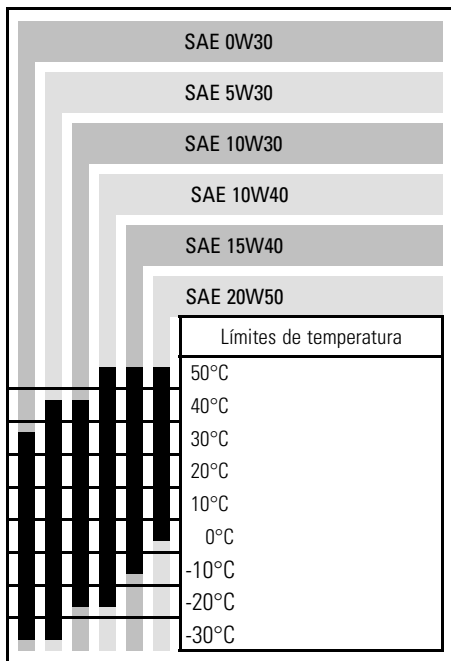 SAE 0W30
SAE 5W30
SAE 10W30
SAE 10W40
SAE 15W40
SAE 20W50
Límites de temperatura
50°C
40°C
30°C
20°C
10°C
0°C
-10°C
-20°C
-30°C